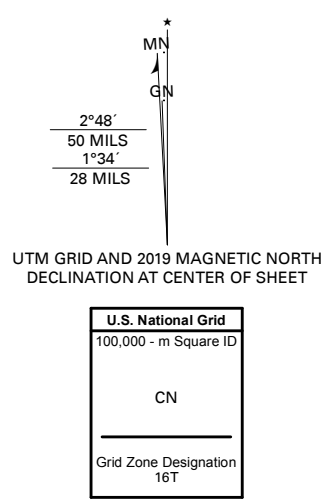 MN
GN
2°48´
50 MILS
1°34´
28 MILS
UTM GRID AND 2019 MAGNETIC NORTH
DECLINATION AT CENTER OF SHEET
U.S. National Grid
100,000 - m Square ID
CN
Grid Zone Designation
16T